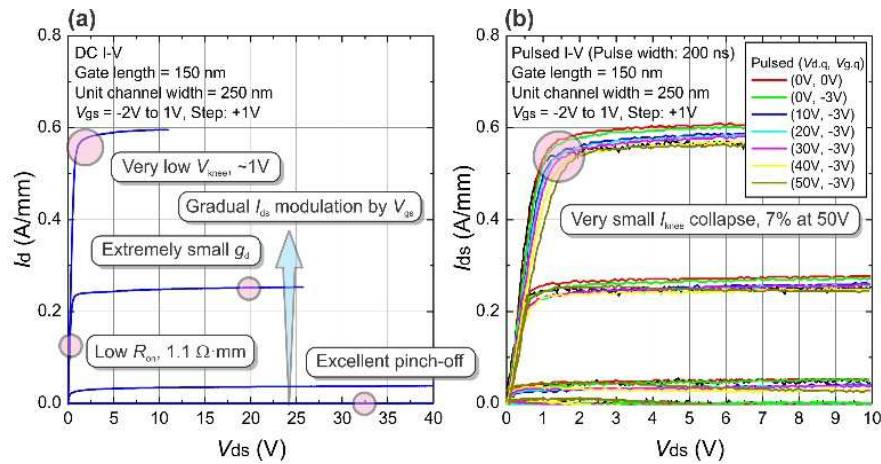 (a)
DC I-V
Gate length = 150 nm
Unit channel width = 250 nm
Vgs = -2V to 1V, Step: +1V
Very low Vknee, ~1V
Gradual Ids modulation by Vgs
Extremely small gd
Low Ron, 1.1 Ω·mm
Excellent pinch-off
Id (A/mm)
0.8
0.6
0.4
0.2
0.0
0 5 10 15 20 25 30 35 40
Vds (V)
(b)
Pulsed I-V (Pulse width: 200 ns)
Gate length = 150 nm
Unit channel width = 250 nm
Vgs = -2V to 1V, Step: +1V
Pulsed (Vd.q, Vg.q)
(0V, 0V)
(0V, -3V)
(10V, -3V)
(20V, -3V)
(30V, -3V)
(40V, -3V)
(50V, -3V)
Very small Iknee collapse, 7% at 50V
Ids (A/mm)
0.8
0.6
0.4
0.2
0.0
0 1 2 3 4 5 6 7 8 9 10
Vds (V)